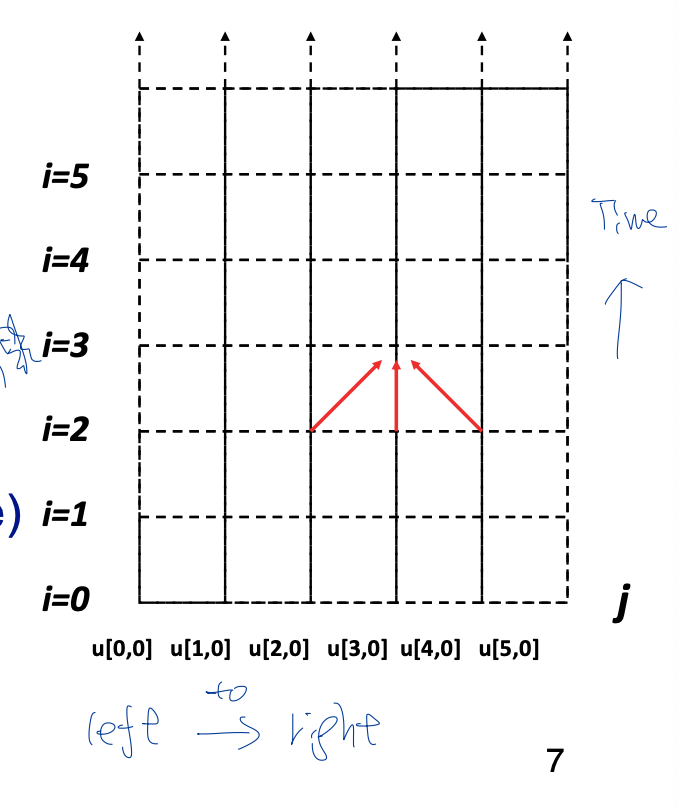 i=5
Time
i=4
i=3
i=2
e) i=1
i=0
j
u[0,0] u[1,0] u[2,0] u[3,0] u[4,0] u[5,0]
left to → right
7